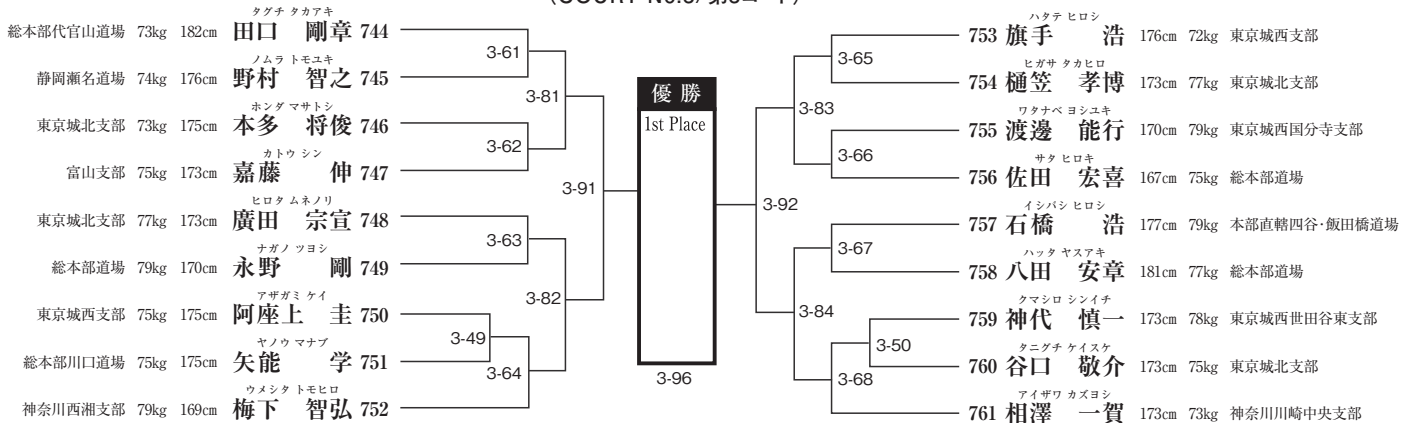 タグチ タカアキ
総本部代官山道場 73kg 182cm 田口 剛章 744
ノムラ トモユキ
静岡瀬名道場 74kg 176cm 野村 智之 745
ホンダ マサトシ
東京城北支部 73kg 175cm 本多 将俊 746
カトウ シン
富山支部 75kg 173cm 嘉藤 伸 747
ヒロタ ムネノリ
東京城北支部 77kg 173cm 廣田 宗宣 748
ナガノ ツヨシ
総本部道場 79kg 170cm 永野 剛 749
アザガミ ケイ
東京城西支部 75kg 175cm 阿座上 圭 750
ヤノウ マナブ
総本部川口道場 75kg 175cm 矢能 学 751
ウメシタ トモヒロ
神奈川西湘支部 79kg 169cm 梅下 智弘 752
3-61
3-62
3-63
3-49
3-64
3-81
3-82
3-91
優勝
1st Place
3-96
3-92
3-83
3-84
3-65
3-66
3-67
3-50
3-68
ハタテ ヒロシ
753 旗手 浩 176cm 72kg 東京城西支部
ヒガサ タカヒロ
754 樋笠 孝博 173cm 77kg 東京城北支部
ワタナベ ヨシユキ
755 渡邊 能行 170cm 79kg 東京城西国分寺支部
サタ ヒロキ
756 佐田 宏喜 167cm 75kg 総本部道場
イシバシ ヒロシ
757 石橋 浩 177cm 79kg 本部直轄四谷・飯田橋道場
ハッタ ヤスアキ
758 八田 安章 181cm 77kg 総本部道場
クマシロ シンイチ
759 神代 慎一 173cm 78kg 東京城西世田谷東支部
タニグチ ケイスケ
760 谷口 敬介 173cm 75kg 東京城北支部
アイザワ カズヨシ
761 相澤 一賀 173cm 73kg 神奈川川崎中央支部